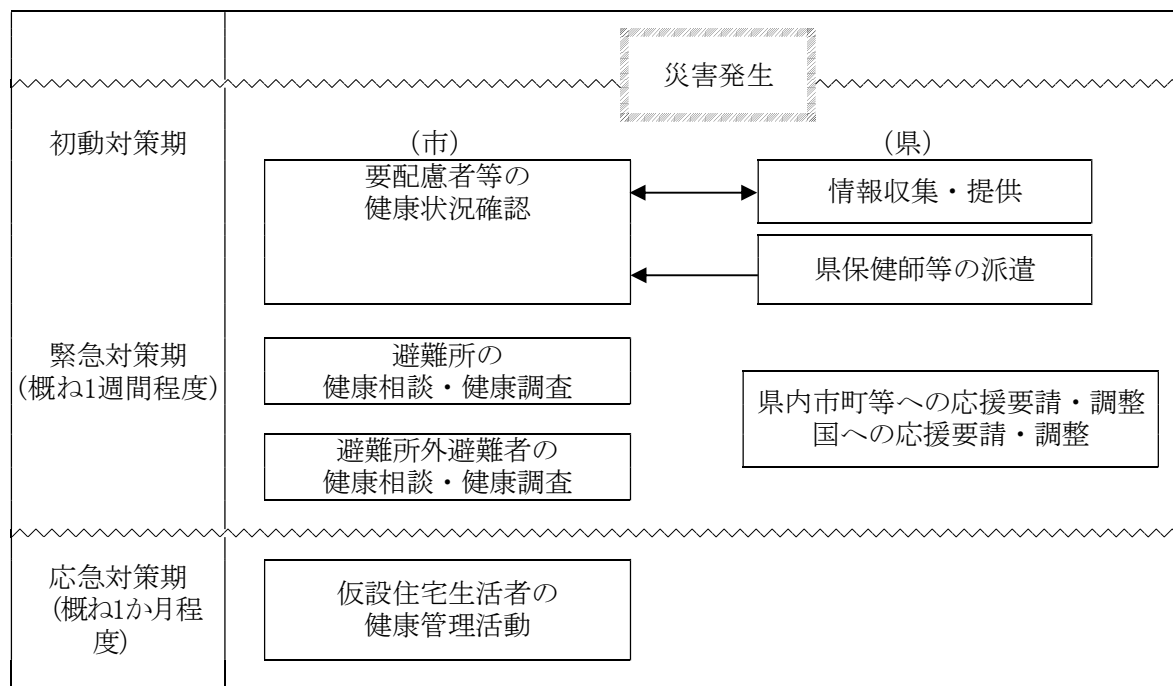 災害発生
初動対策期
(市)
(県)
要配慮者等の
健康状況確認
情報収集・提供
県保健師等の派遣
緊急対策期
(概ね1週間程度)
避難所の
健康相談・健康調査
県内市町等への応援要請・調整
国への応援要請・調整
避難所外避難者の
健康相談・健康調査
応急対策期
(概ね1か月程
度)
仮設住宅生活者の
健康管理活動